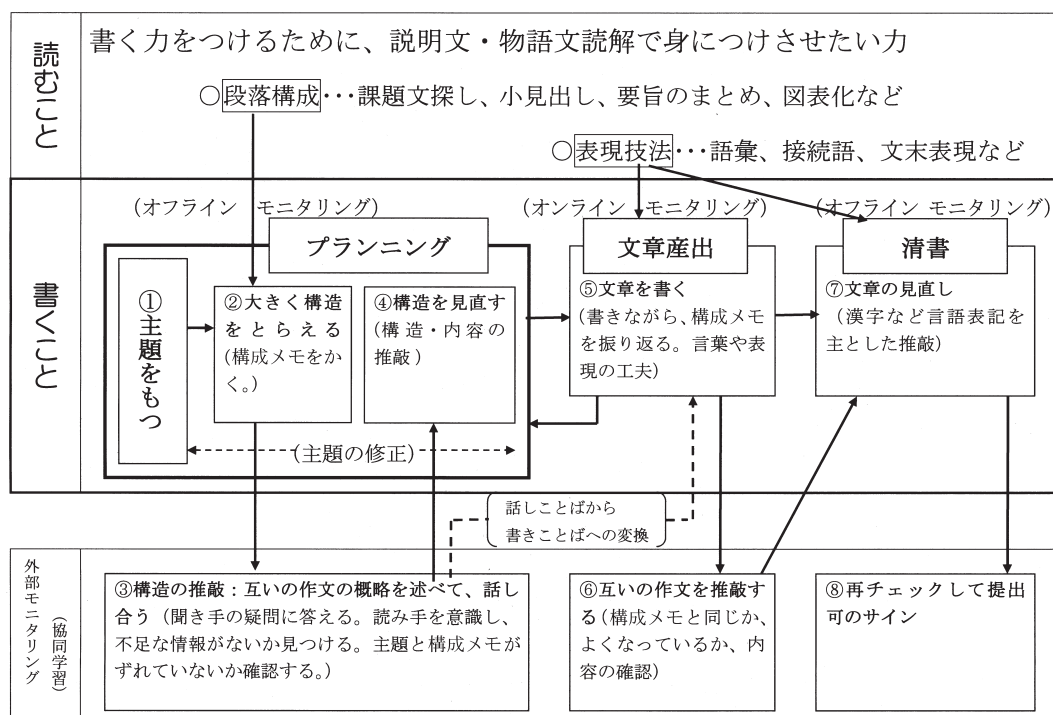 読むこと
書く力をつけるために、説明文・物語文読解で身につけさせたい力
○段落構成・・・課題文探し、小見出し、要旨のまとめ、図表化など
○表現技法・・・語彙、接続語、文末表現など
書くこと
(オフライン モニタリング)
(オンライン モニタリング)
(オフライン モニタリング)
プランニング
文章産出
清書
①主題をもつ
②大きく構造
をとらえる
(構成メモをか
く。)
④構造を見直す
(構造・内容の
推敲)
(主題の修正)
⑤文章を書く
(書きながら、構成メモ
を振り返る。言葉や表
現の工夫)
⑦文章の見直し
(漢字など言語表記を
主とした推敲)
話しことばから
書きことばへの変換
外部モニタリング
(協同学習)
③構造の推敲：互いの作文の概略を述べて、話し
合う(聞き手の疑問に答える。読み手を意識し、
不足な情報がないか見つける。主題と構成メモが
ずれていないか確認する。)
⑥互いの作文を推敲す
る(構成メモと同じか、
よくなっているか、内
容の確認)
⑧再チェックして提出
可のサイン